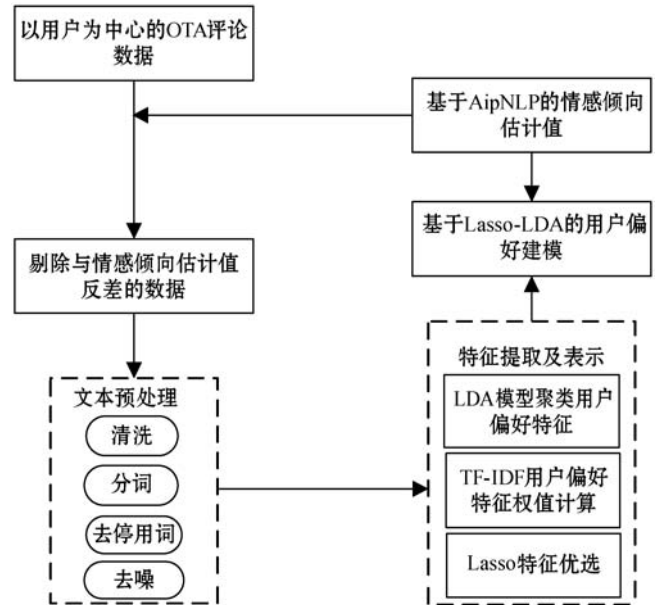 以用户为中心的OTA评论
数据
基于AipNLP的情感倾向
估计值
基于Lasso-LDA的用户偏
好建模
剔除与情感倾向估计值
反差的数据
文本预处理
清洗
分词
去停用词
去噪
特征提取及表示
LDA模型聚类用户
偏好特征
TF-IDF用户偏好
特征权值计算
Lasso特征优选